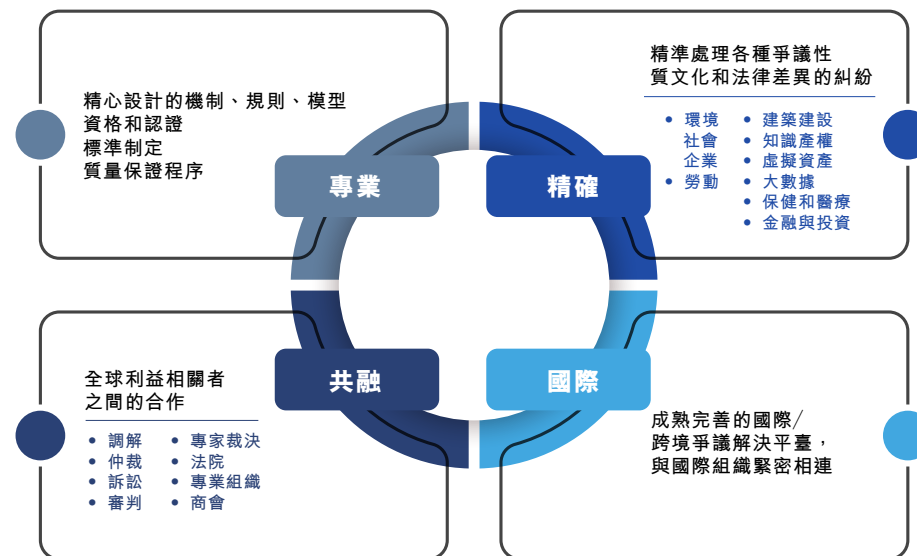 精心設計的機制、規則、模型
資格和認證
標準制定
質量保證程序
專業
精準處理各種爭議性
質文化和法律差異的糾紛
• 環境
社會
企業
• 勞動
• 建築建設
• 知識產權
• 虛擬資產
• 大數據
• 保健和醫療
• 金融與投資
精確
共融
全球利益相關者
之間的合作
• 調解
• 仲裁
• 訴訟
• 審判
• 專家裁決
• 法院
• 專業組織
• 商會
國際
成熟完善的國際/
跨境爭議解決平臺，
與國際組織緊密相連